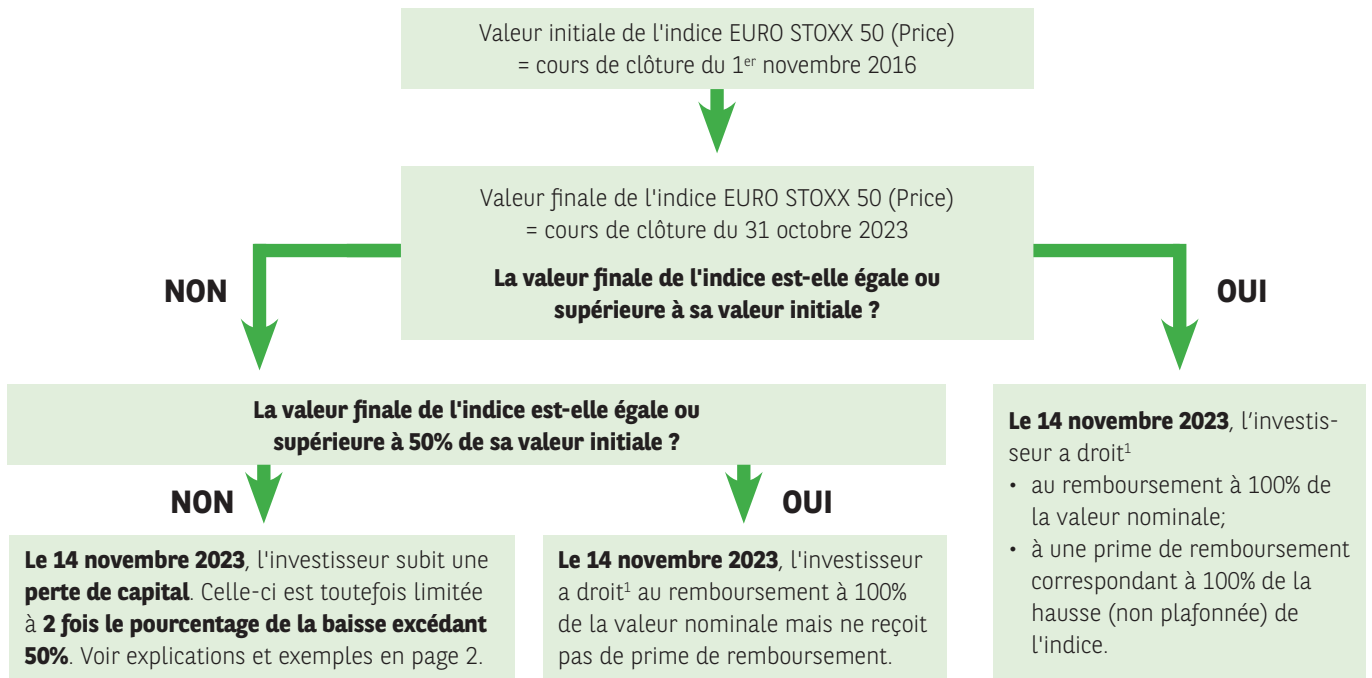 Valeur initiale de l'indice EURO STOXX 50 (Price)
= cours de clôture du 1er novembre 2016
Valeur finale de l'indice EURO STOXX 50 (Price)
= cours de clôture du 31 octobre 2023
La valeur finale de l'indice est-elle égale ou
supérieure à sa valeur initiale ?
NON
OUI
La valeur finale de l'indice est-elle égale ou
supérieure à 50% de sa valeur initiale ?
NON
OUI
Le 14 novembre 2023, l'investisseur subit une
perte de capital. Celle-ci est toutefois limitée
à 2 fois le pourcentage de la baisse excédant
50%. Voir explications et exemples en page 2.
Le 14 novembre 2023, l'investisseur
a droit1 au remboursement à 100%
de la valeur nominale mais ne reçoit
pas de prime de remboursement.
Le 14 novembre 2023, l’investis-
seur a droit1
• au remboursement à 100% de
la valeur nominale;
• à une prime de remboursement
correspondant à 100% de la
hausse (non plafonnée) de
l'indice.